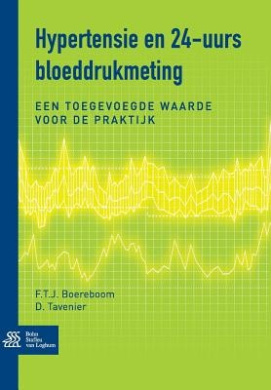 Hypertensie en 24-uurs
bloeddrukmeting
EEN TOEGEVOEGDE WAARDE
VOOR DE PRAKTIJK
F.T.J. Boereboom
D. Tavenier
Bohn
Stafleu
van Loghum